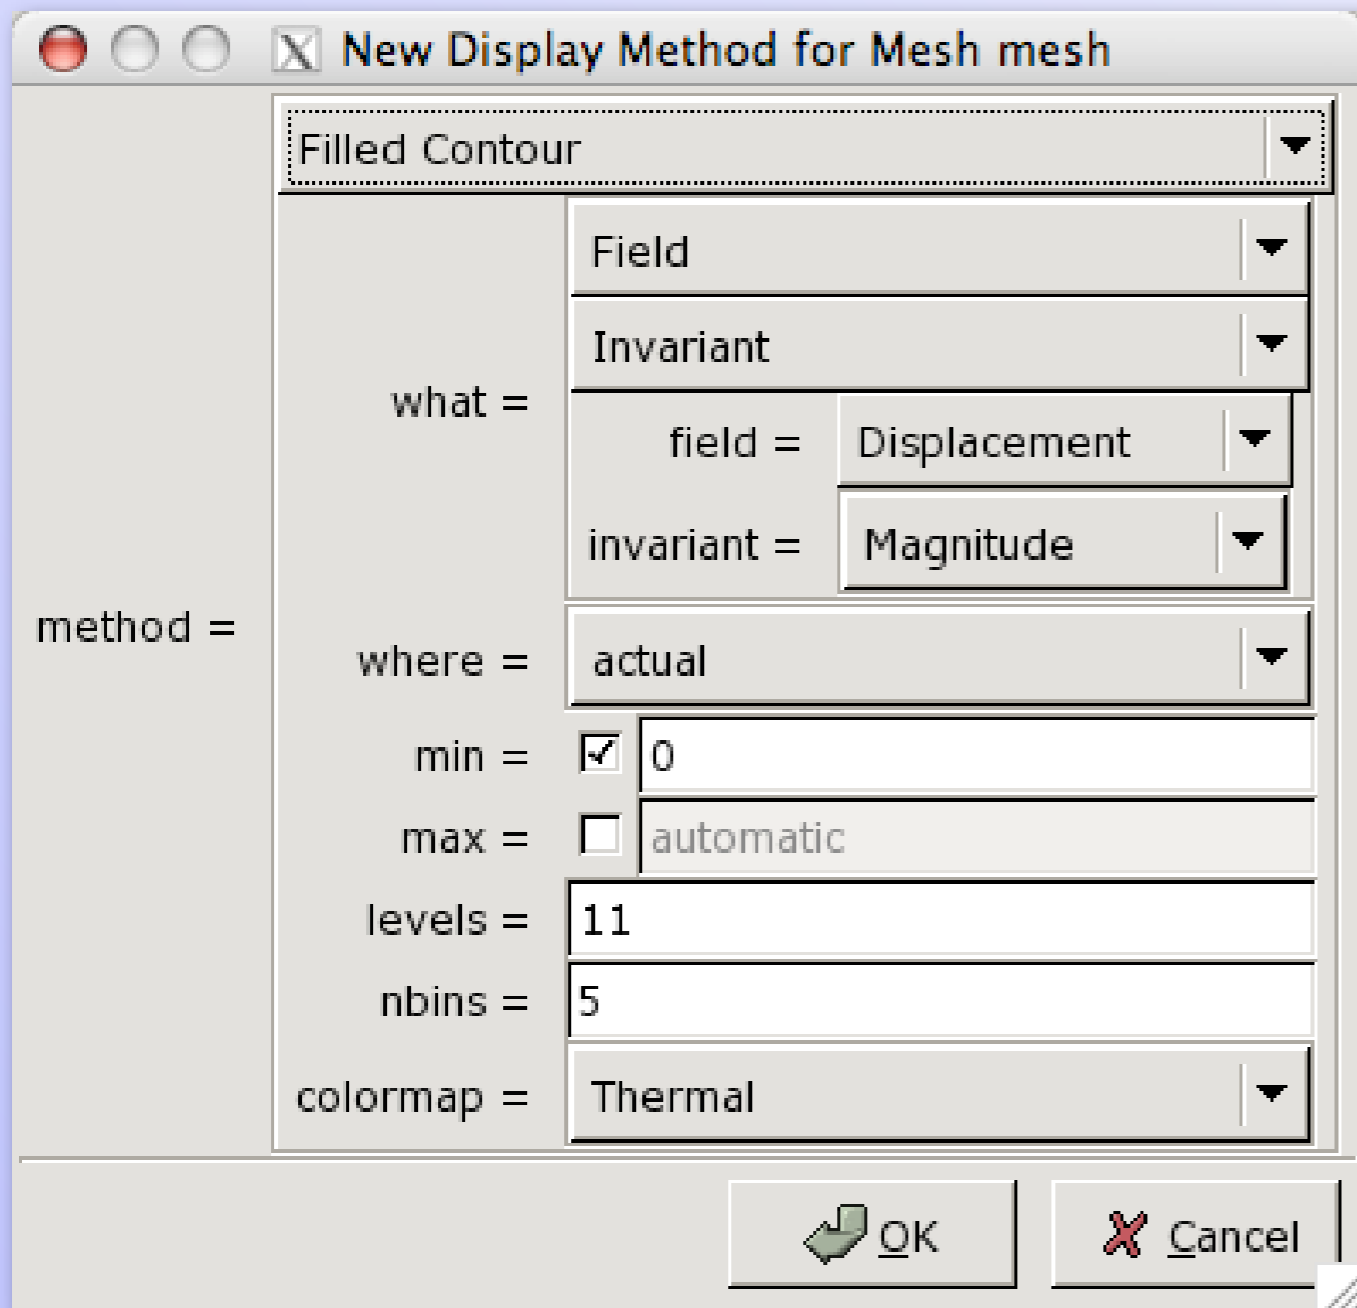 New Display Method for Mesh mesh
method =
Filled Contour
what =
Field
Invariant
field = Displacement
invariant = Magnitude
where = actual
min = 0
max = automatic
levels = 11
nbins = 5
colormap = Thermal
OK Cancel